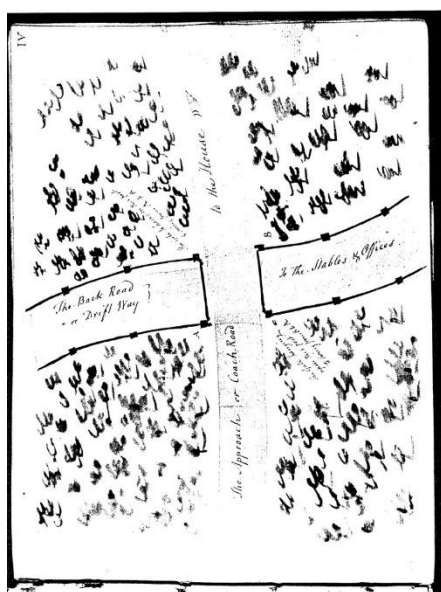 IV
to the House
B
To The Stables & Offices
The Back Road
or Drift Way
A
The Approach or Coach Road